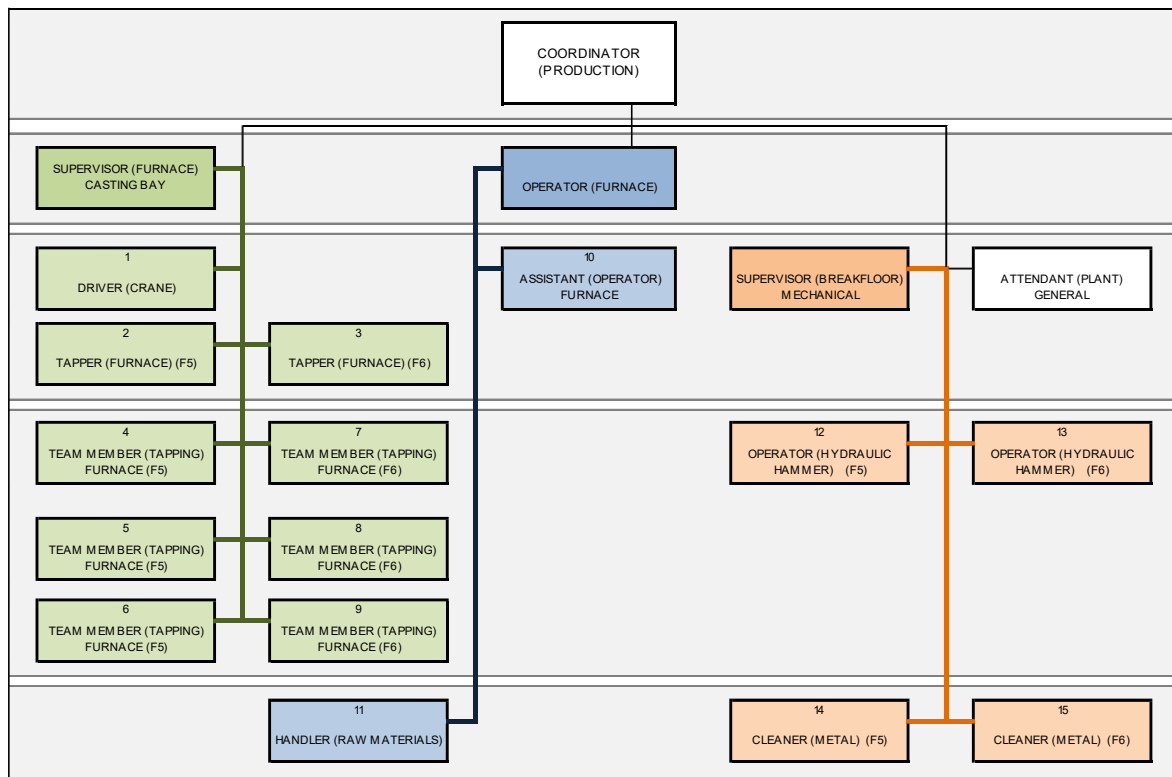 COORDINATOR
(PRODUCTION)
SUPERVISOR (FURNACE)
CASTING BAY
OPERATOR (FURNACE)
1
DRIVER (CRANE)
10
ASSISTANT (OPERATOR)
FURNACE
SUPERVISOR (BREAKFLOOR)
MECHANICAL
ATTENDANT (PLANT)
GENERAL
2
TAPPER (FURNACE) (F5)
3
TAPPER (FURNACE) (F6)
4
TEAM MEMBER (TAPPING)
FURNACE (F5)
7
TEAM MEMBER (TAPPING)
FURNACE (F6)
12
OPERATOR (HYDRAULIC
HAMMER) (F5)
13
OPERATOR (HYDRAULIC
HAMMER) (F6)
5
TEAM MEMBER (TAPPING)
FURNACE (F5)
8
TEAM MEMBER (TAPPING)
FURNACE (F6)
6
TEAM MEMBER (TAPPING)
FURNACE (F5)
9
TEAM MEMBER (TAPPING)
FURNACE (F6)
11
HANDLER (RAW MATERIALS)
14
CLEANER (METAL) (F5)
15
CLEANER (METAL) (F6)